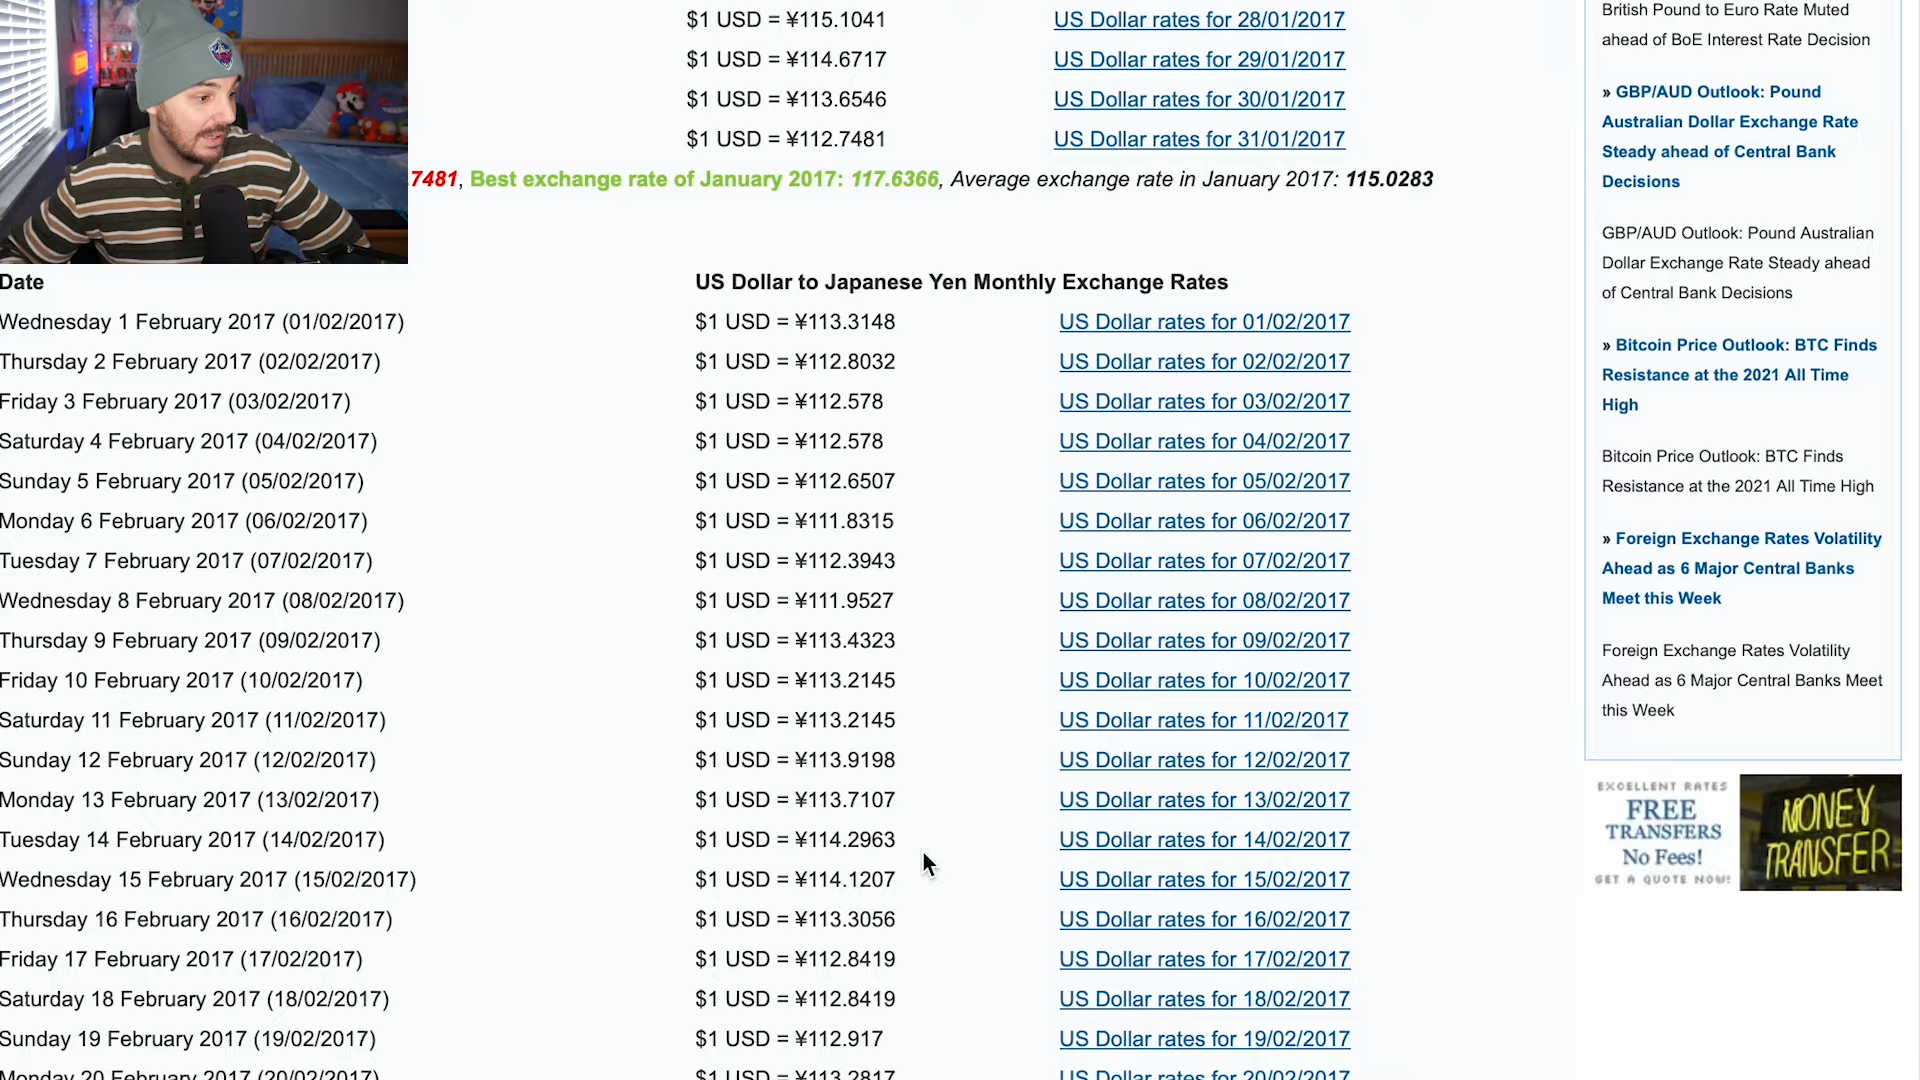 $1 USD = ¥115.1041 US Dollar rates for 28/01/2017
$1 USD = ¥114.6717 US Dollar rates for 29/01/2017
$1 USD = ¥113.6546 US Dollar rates for 30/01/2017
$1 USD = ¥112.7481 US Dollar rates for 31/01/2017
.7481, Best exchange rate of January 2017: 117.6366, Average exchange rate in January 2017: 115.0283
Date US Dollar to Japanese Yen Monthly Exchange Rates
Wednesday 1 February 2017 (01/02/2017) $1 USD = ¥113.3148 US Dollar rates for 01/02/2017
Thursday 2 February 2017 (02/02/2017) $1 USD = ¥112.8032 US Dollar rates for 02/02/2017
Friday 3 February 2017 (03/02/2017) $1 USD = ¥112.578 US Dollar rates for 03/02/2017
Saturday 4 February 2017 (04/02/2017) $1 USD = ¥112.578 US Dollar rates for 04/02/2017
Sunday 5 February 2017 (05/02/2017) $1 USD = ¥112.6507 US Dollar rates for 05/02/2017
Monday 6 February 2017 (06/02/2017) $1 USD = ¥111.8315 US Dollar rates for 06/02/2017
Tuesday 7 February 2017 (07/02/2017) $1 USD = ¥112.3943 US Dollar rates for 07/02/2017
Wednesday 8 February 2017 (08/02/2017) $1 USD = ¥111.9527 US Dollar rates for 08/02/2017
Thursday 9 February 2017 (09/02/2017) $1 USD = ¥113.4323 US Dollar rates for 09/02/2017
Friday 10 February 2017 (10/02/2017) $1 USD = ¥113.2145 US Dollar rates for 10/02/2017
Saturday 11 February 2017 (11/02/2017) $1 USD = ¥113.2145 US Dollar rates for 11/02/2017
Sunday 12 February 2017 (12/02/2017) $1 USD = ¥113.9198 US Dollar rates for 12/02/2017
Monday 13 February 2017 (13/02/2017) $1 USD = ¥113.7107 US Dollar rates for 13/02/2017
Tuesday 14 February 2017 (14/02/2017) $1 USD = ¥114.2963 US Dollar rates for 14/02/2017
Wednesday 15 February 2017 (15/02/2017) $1 USD = ¥114.1207 US Dollar rates for 15/02/2017
Thursday 16 February 2017 (16/02/2017) $1 USD = ¥113.3056 US Dollar rates for 16/02/2017
Friday 17 February 2017 (17/02/2017) $1 USD = ¥112.8419 US Dollar rates for 17/02/2017
Saturday 18 February 2017 (18/02/2017) $1 USD = ¥112.8419 US Dollar rates for 18/02/2017
Sunday 19 February 2017 (19/02/2017) $1 USD = ¥112.917 US Dollar rates for 19/02/2017
Monday 20 February 2017 (20/02/2017) $1 USD = ¥113.2817 US Dollar rates for 20/02/2017
British Pound to Euro Rate Muted
ahead of BoE Interest Rate Decision
» GBP/AUD Outlook: Pound
Australian Dollar Exchange Rate
Steady ahead of Central Bank
Decisions
GBP/AUD Outlook: Pound Australian
Dollar Exchange Rate Steady ahead
of Central Bank Decisions
» Bitcoin Price Outlook: BTC Finds
Resistance at the 2021 All Time
High
Bitcoin Price Outlook: BTC Finds
Resistance at the 2021 All Time High
» Foreign Exchange Rates Volatility
Ahead as 6 Major Central Banks
Meet this Week
Foreign Exchange Rates Volatility
Ahead as 6 Major Central Banks Meet
this Week
EXCELLENT RATES
FREE
TRANSFERS
No Fees!
GET A QUOTE NOW!
MONEY
TRANSFER